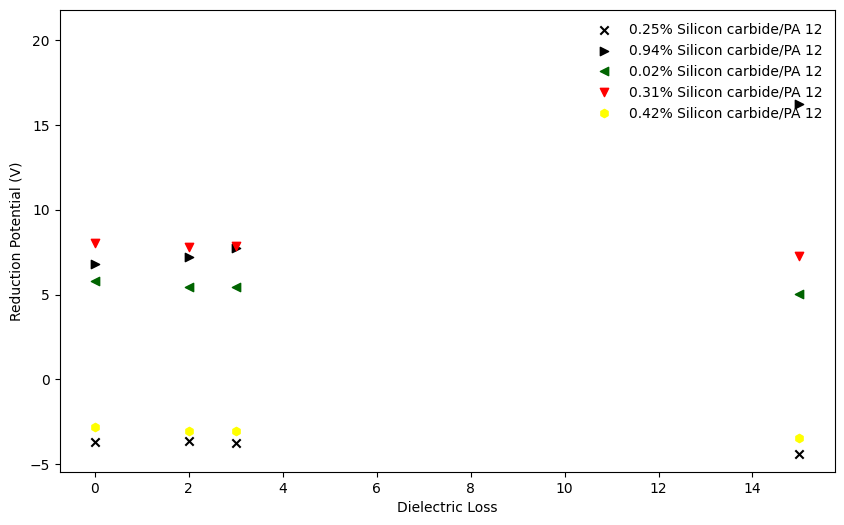 20
15
10
5
0
−5
Reduction Potential (V)
0.25% Silicon carbide/PA 12
0.94% Silicon carbide/PA 12
0.02% Silicon carbide/PA 12
0.31% Silicon carbide/PA 12
0.42% Silicon carbide/PA 12
0 2 4 6 8 10 12 14
Dielectric Loss